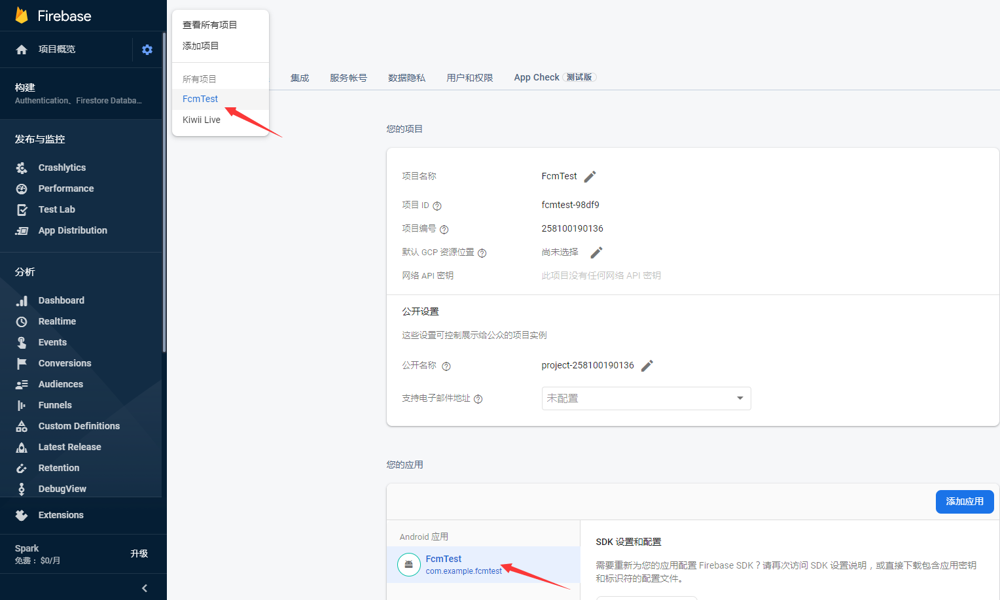 Firebase
项目概览
构建
Authentication、Firestore Databa...
发布与监控
Crashlytics
Performance
Test Lab
App Distribution
分析
Dashboard
Realtime
Events
Conversions
Audiences
Funnels
Custom Definitions
Latest Release
Retention
DebugView
Extensions
Spark
免费：$0/月
升级
查看所有项目
添加项目
所有项目
FcmTest
Kiwii Live
集成 服务帐号 数据隐私 用户和权限 App Check 测试版
您的项目
项目名称 FcmTest
项目 ID fcmtest-98df9
项目编号 258100190136
默认 GCP 资源位置 尚未选择
网络 API 密钥 此项目没有任何网络 API 密钥
公开设置
这些设置可控制展示给公众的项目实例
公开名称 project-258100190136
支持电子邮件地址 未配置
您的应用
添加应用
Android 应用
FcmTest
com.example.fcmtest
SDK 设置和配置
需要重新为您的应用配置 Firebase SDK？请再次访问 SDK 设置说明，或直接下载包含应用密钥
和标识符的配置文件。